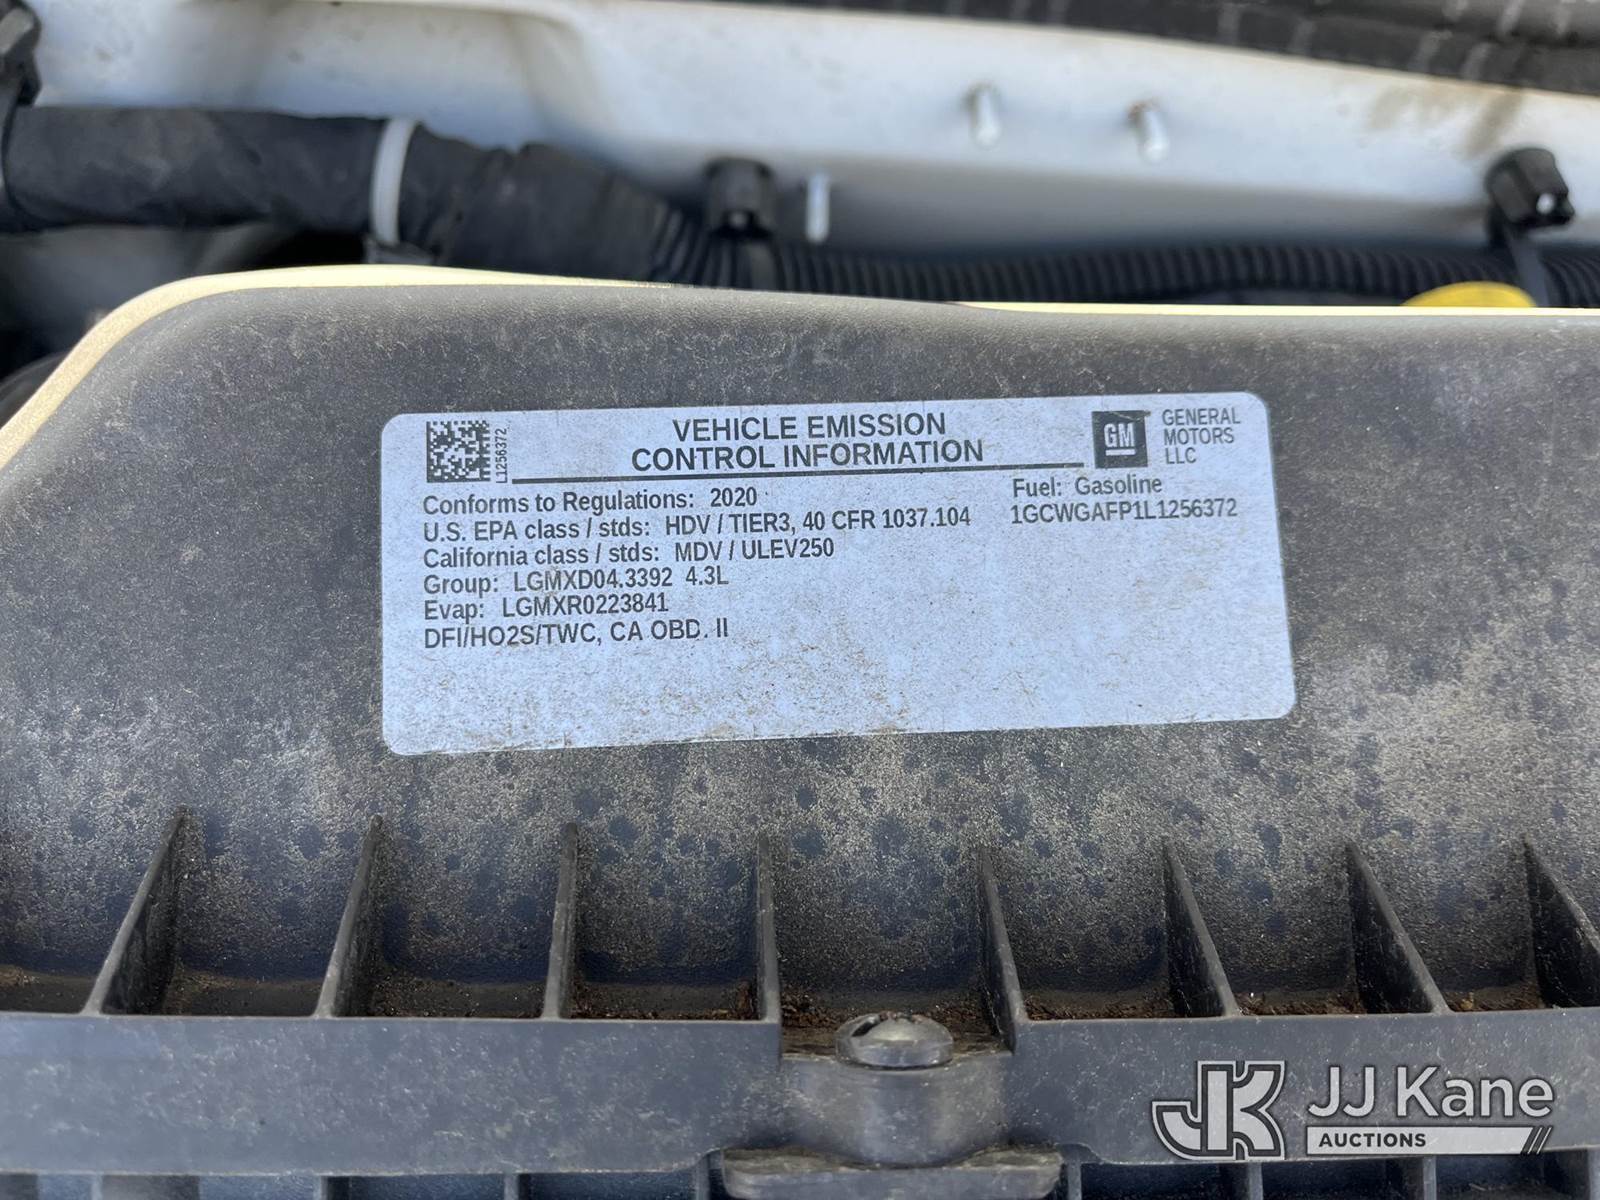 L1256372
VEHICLE EMISSION
CONTROL INFORMATION
GM
GENERAL
MOTORS
LLC
Conforms to Regulations: 2020
U.S. EPA class / stds: HDV / TIER3, 40 CFR 1037.104
California class / stds: MDV / ULEV250
Group: LGMXD04.3392 4.3L
Evap: LGMXR0223841
DFI/HO2S/TWC, CA OBD. II
Fuel: Gasoline
1GCWGAFP1L1256372
JK JJ Kane
AUCTIONS